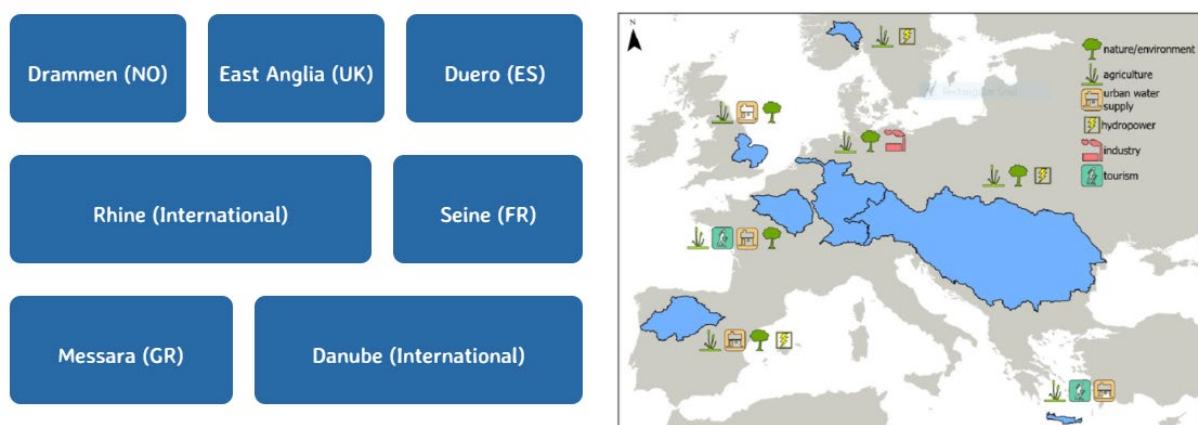 Drammen (NO)
East Anglia (UK)
Duero (ES)
Rhine (International)
Seine (FR)
Messara (GR)
Danube (International)
N
nature/environment
agriculture
urban water
supply
hydropower
industry
tourism